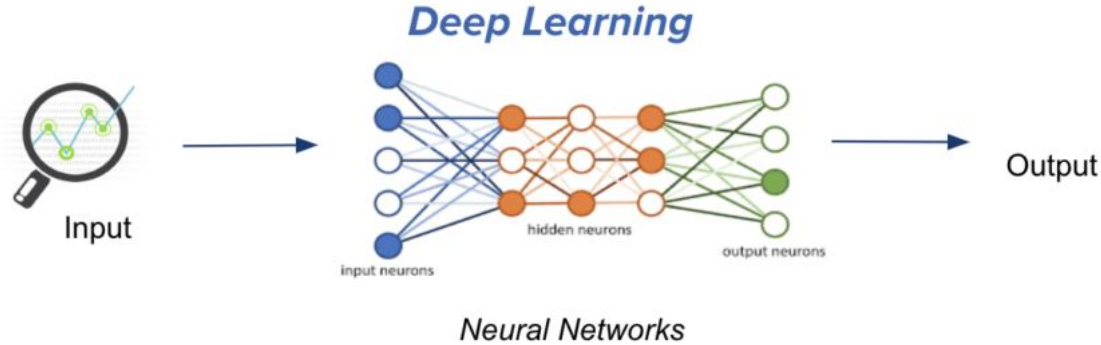 Deep Learning
Input
input neurons
hidden neurons
output neurons
Output
Neural Networks